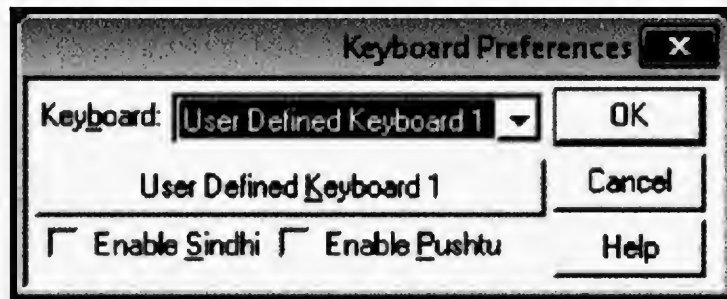 Keyboard Preferences
Keyboard: User Defined Keyboard 1 OK
User Defined Keyboard 1 Cancel
Enable Sindhi Enable Pushtu Help